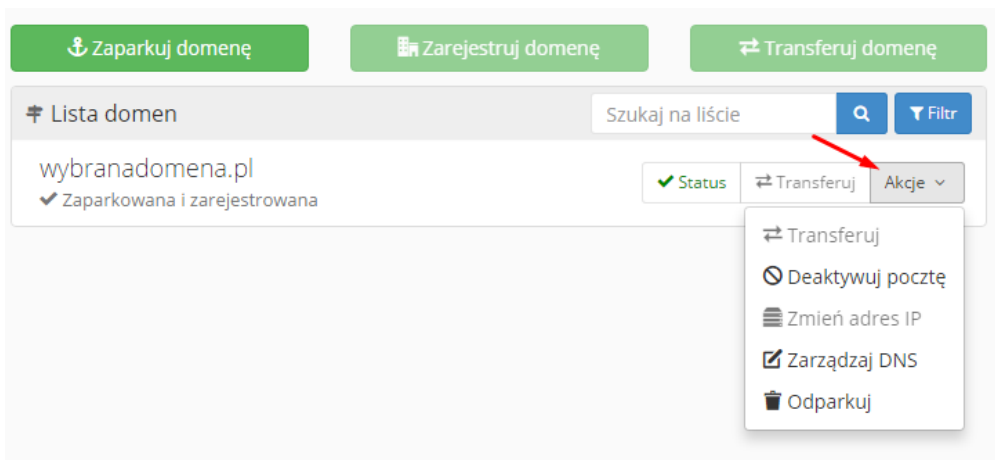 Zaparkuj domenę
Zarejestruj domenę
Transferuj domenę
Lista domen
Szukaj na liście
Filtr
wybranadomena.pl
Zaparkowana i zarejestrowana
Status
Transferuj
Akcje
Transferuj
Deaktywuj pocztę
Zmień adres IP
Zarządzaj DNS
Odparkuj